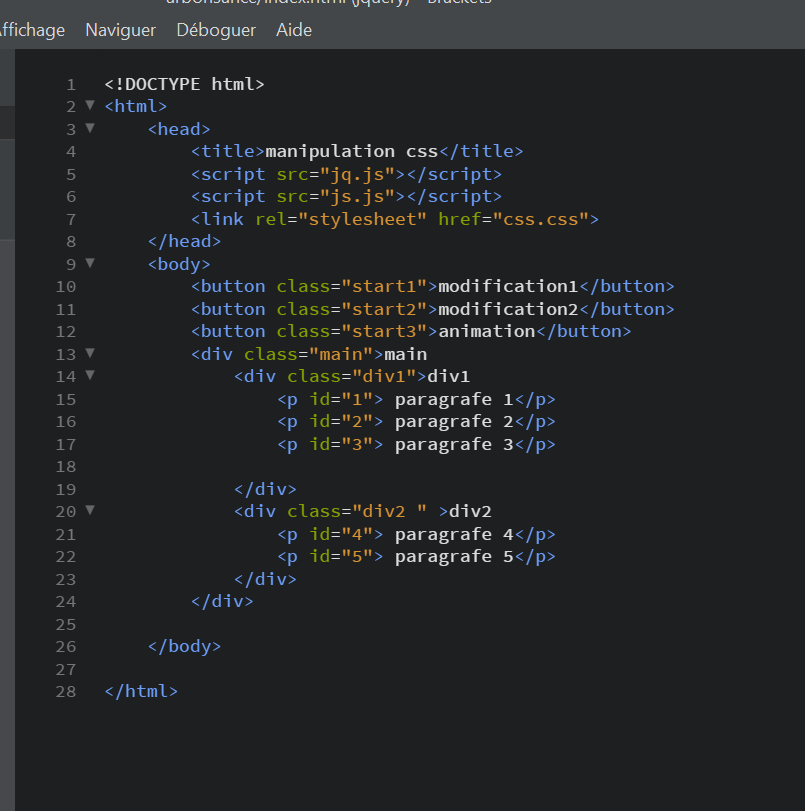 arborisance/index.html (jquery) - Brackets
ffichage Naviguer Déboguer Aide
1 <!DOCTYPE html>
2 <html>
3 <head>
4 <title>manipulation css</title>
5 <script src="jq.js"></script>
6 <script src="js.js"></script>
7 <link rel="stylesheet" href="css.css">
8 </head>
9 <body>
10 <button class="start1">modification1</button>
11 <button class="start2">modification2</button>
12 <button class="start3">animation</button>
13 <div class="main">main
14 <div class="div1">div1
15 <p id="1"> paragrafe 1</p>
16 <p id="2"> paragrafe 2</p>
17 <p id="3"> paragrafe 3</p>
18
19 </div>
20 <div class="div2 " >div2
21 <p id="4"> paragrafe 4</p>
22 <p id="5"> paragrafe 5</p>
23 </div>
24 </div>
25
26 </body>
27
28 </html>